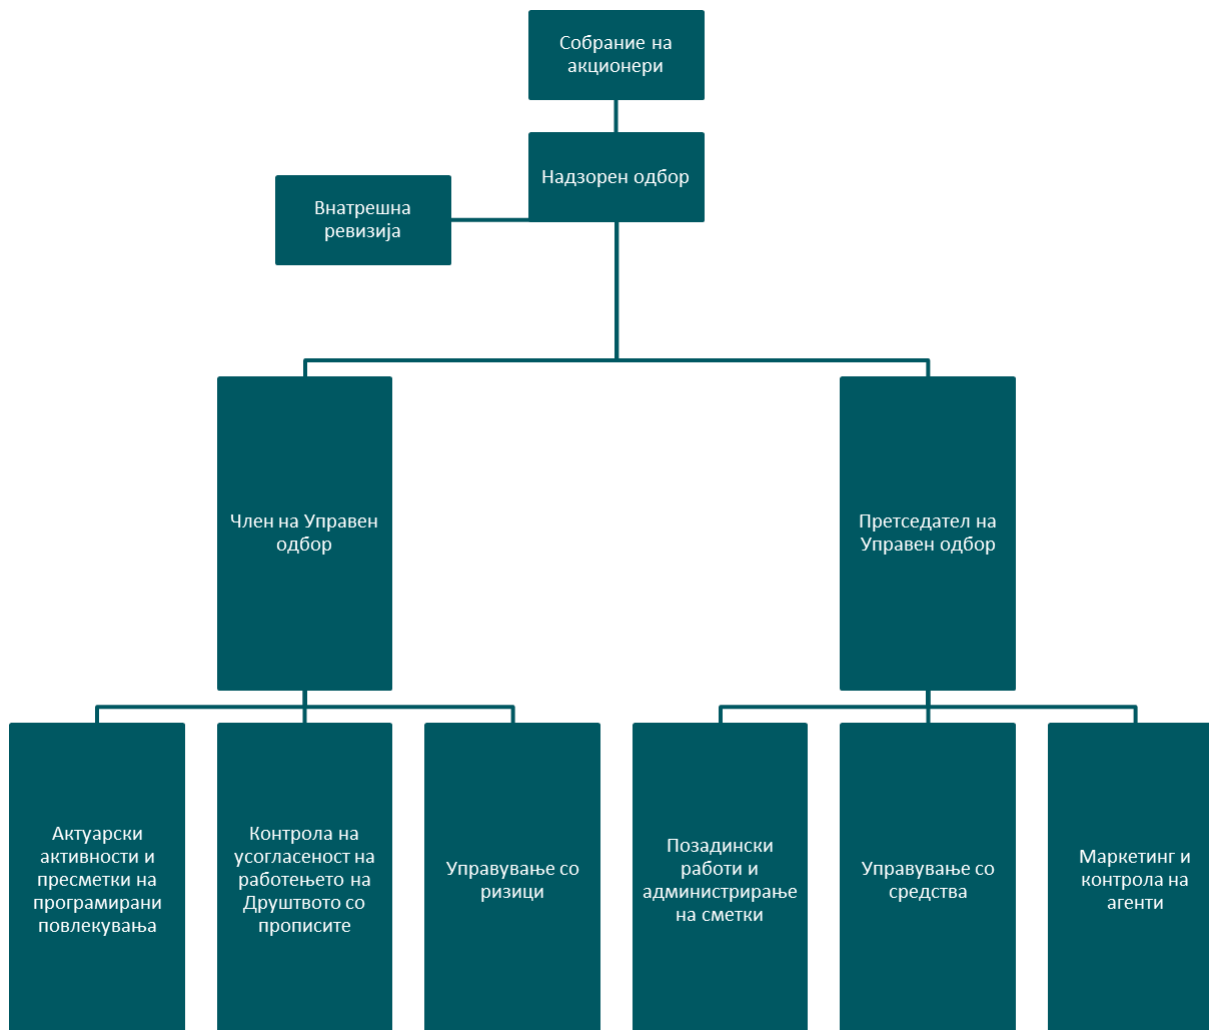 Собрание на
акционери
Надзорен одбор
Внатрешна
ревизија
Член на Управен
одбор
Претседател на
Управен одбор
Актуарски
активности и
пресметки на
програмирани
повлекувања
Контрола на
усогласеност на
работењето на
Друштвото со
прописите
Управување со
ризици
Позадински
работи и
администрирање
на сметки
Управување со
средства
Маркетинг и
контрола на
агенти